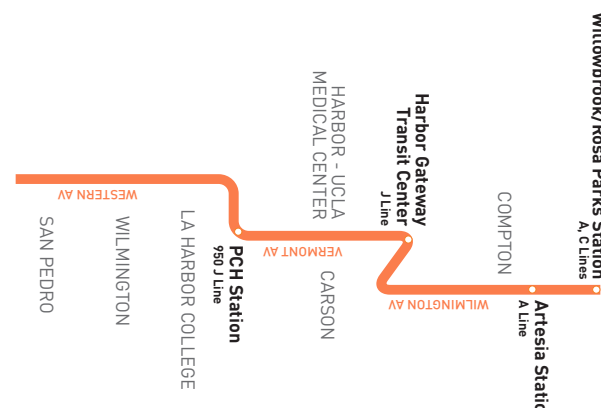 Willowbrook/Rosa Parks Station
A, C Lines
Artesia Statio
A Line
COMPTON
WILMINGTON AV
Harbor Gateway
Transit Center
J Line
HARBOR - UCLA
MEDICAL CENTER
CARSON
VERMONT AV
PCH Station
950 J Line
LA HARBOR COLLEGE
WILMINGTON
WESTERN AV
SAN PEDRO